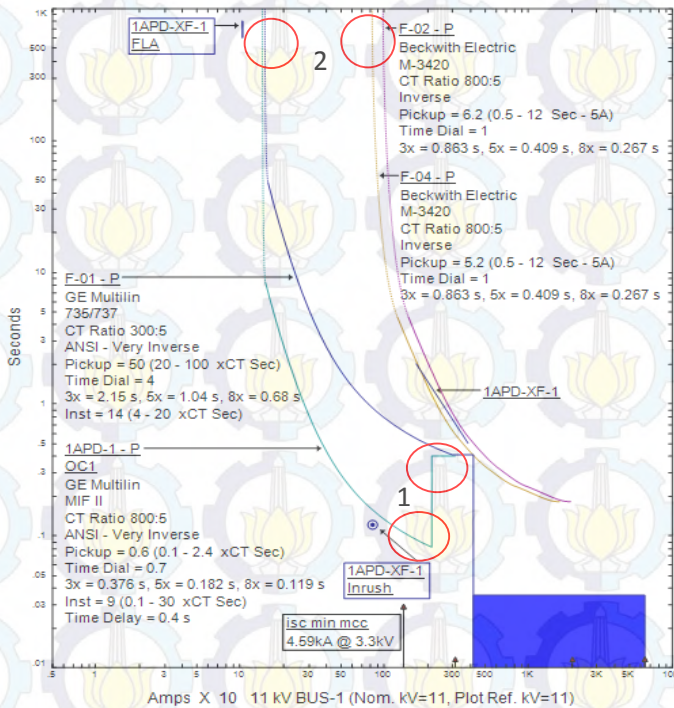 1K
500
300
100
50
30
10
5
3
1
.5
.3
.1
.05
.03
.01
Seconds
1APD-XF-1
FLA
2
F-02 - P
Beckwith Electric
M-3420
CT Ratio 800:5
Inverse
Pickup = 6.2 (0.5 - 12 Sec - 5A)
Time Dial = 1
3x = 0.863 s, 5x = 0.409 s, 8x = 0.267 s
F-04 - P
Beckwith Electric
M-3420
CT Ratio 800:5
Inverse
Pickup = 5.2 (0.5 - 12 Sec - 5A)
Time Dial = 1
3x = 0.863 s, 5x = 0.409 s, 8x = 0.267 s
F-01 - P
GE Multilin
735/737
CT Ratio 300:5
ANSI - Very Inverse
Pickup = 50 (20 - 100 xCT Sec)
Time Dial = 4
3x = 2.15 s, 5x = 1.04 s, 8x = 0.68 s
Inst = 14 (4 - 20 xCT Sec)
1APD-XF-1
1APD-1 - P
OC1
GE Multilin
MIF II
CT Ratio 800:5
ANSI - Very Inverse
Pickup = 0.6 (0.1 - 2.4 xCT Sec)
Time Dial = 0.7
3x = 0.376 s, 5x = 0.182 s, 8x = 0.119 s
Inst = 9 (0.1 - 30 xCT Sec)
Time Delay = 0.4 s
1
1APD-XF-1
Inrush
isc min mcc
4.59kA @ 3.3kV
.5 1 3 5 10 30 50 100 300 500 1K 3K 5K 10K
Amps X 10 11 kV BUS-1 (Nom. kV=11, Plot Ref. kV=11)